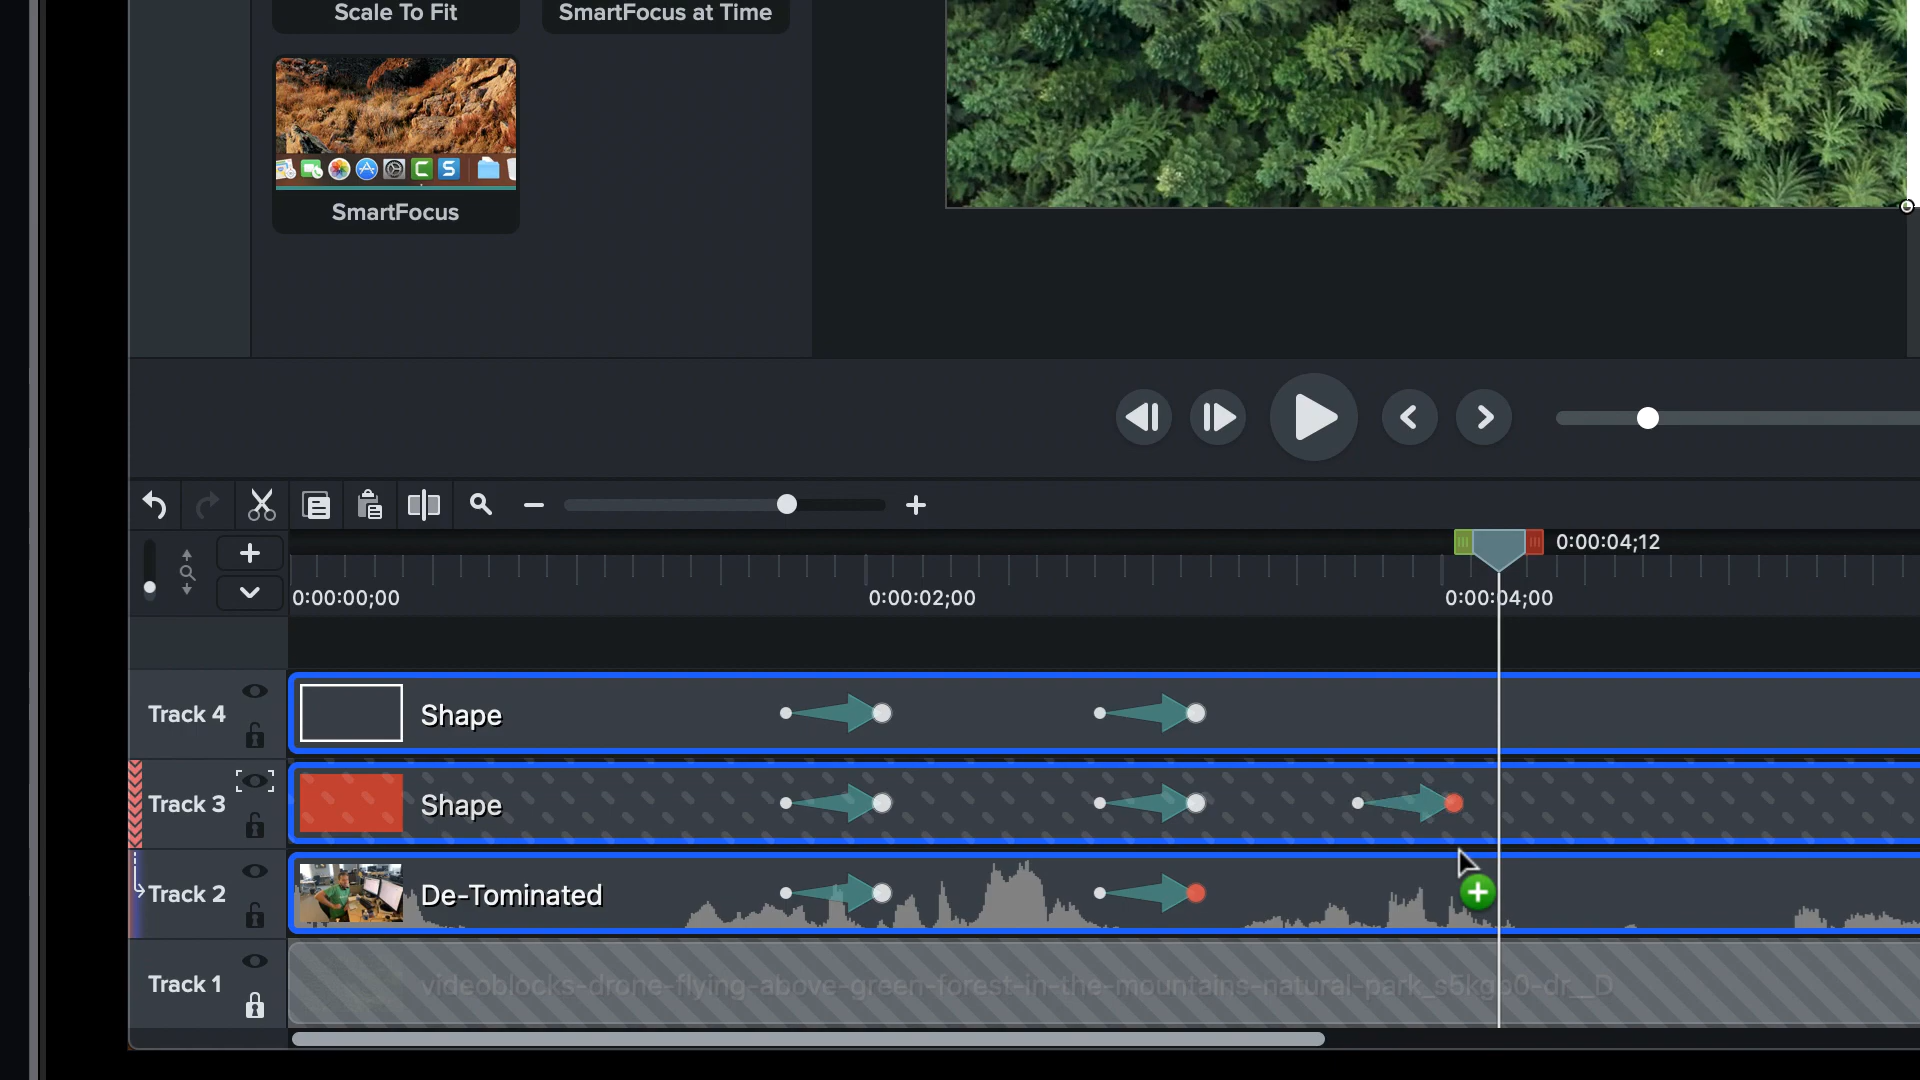 Scale To Fit
SmartFocus at Time
SmartFocus
0:00:04;12
0:00:00;00
0:00:02;00
0:00:04;00
Track 4
Shape
Track 3
Shape
Track 2
De-Tominated
Track 1